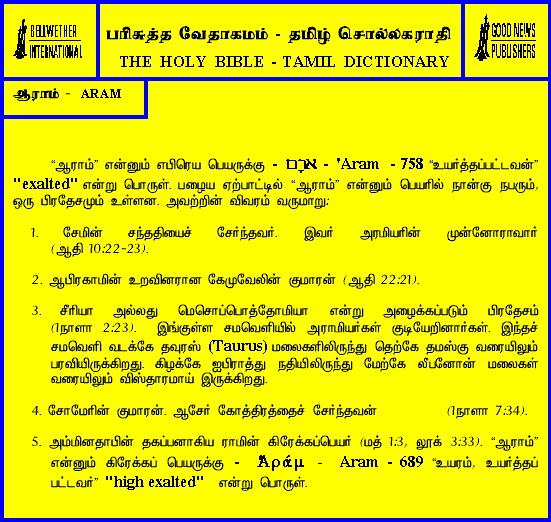 BELLWETHER
INTERNATIONAL
பரிசுத்த வேதாகமம் - தமிழ் சொல்லகராதி
THE HOLY BIBLE - TAMIL DICTIONARY
GOOD NEWS
PUBLISHERS
ஆராம் - ARAM
“ஆராம்” என்னும் எபிரெய பெயருக்கு - אֲרָם - 'Aram - 758 “உயர்த்தப்பட்டவன்”
"exalted" என்று பொருள். பழைய ஏற்பாட்டில் “ஆராம்” என்னும் பெயரில் நான்கு நபரும்,
ஒரு பிரதேசமும் உள்ளன. அவற்றின் விவரம் வருமாறு:
1. சேமின் சந்ததியைச் சேர்ந்தவர். இவர் அரமியரின் முன்னோராவார்
(ஆதி 10:22-23).
2. ஆபிரகாமின் உறவினரான கேமுவேலின் குமாரன் (ஆதி 22:21).
3. சீரியா அல்லது மெசொப்பொத்தோமியா என்று அழைக்கப்படும் பிரதேசம்
(1நாளா 2:23). இங்குள்ள சமவெளியில் அராமியர்கள் குடியேறினார்கள். இந்தச்
சமவெளி வடக்கே தவுரஸ் (Taurus) மலைகளிலிருந்து தெற்கே தமஸ்கு வரையிலும்
பரவியிருக்கிறது. கிழக்கே ஐபிராத்து நதியிலிருந்து மேற்கே லீபனோன் மலைகள்
வரையிலும் விஸ்தாரமாய் இருக்கிறது.
4. சோமேரின் குமாரன். ஆசேர் கோத்திரத்தைச் சேர்ந்தவன் (1நாளா 7:34).
5. அம்மினதாபின் தகப்பனாகிய ராமின் கிரேக்கப்பெயர் (மத் 1:3, லூக் 3:33). “ஆராம்”
என்னும் கிரேக்கப் பெயருக்கு - Ἀράμ - Aram - 689 “உயரம், உயர்த்தப்
பட்டவர்” "high exalted" என்று பொருள்.